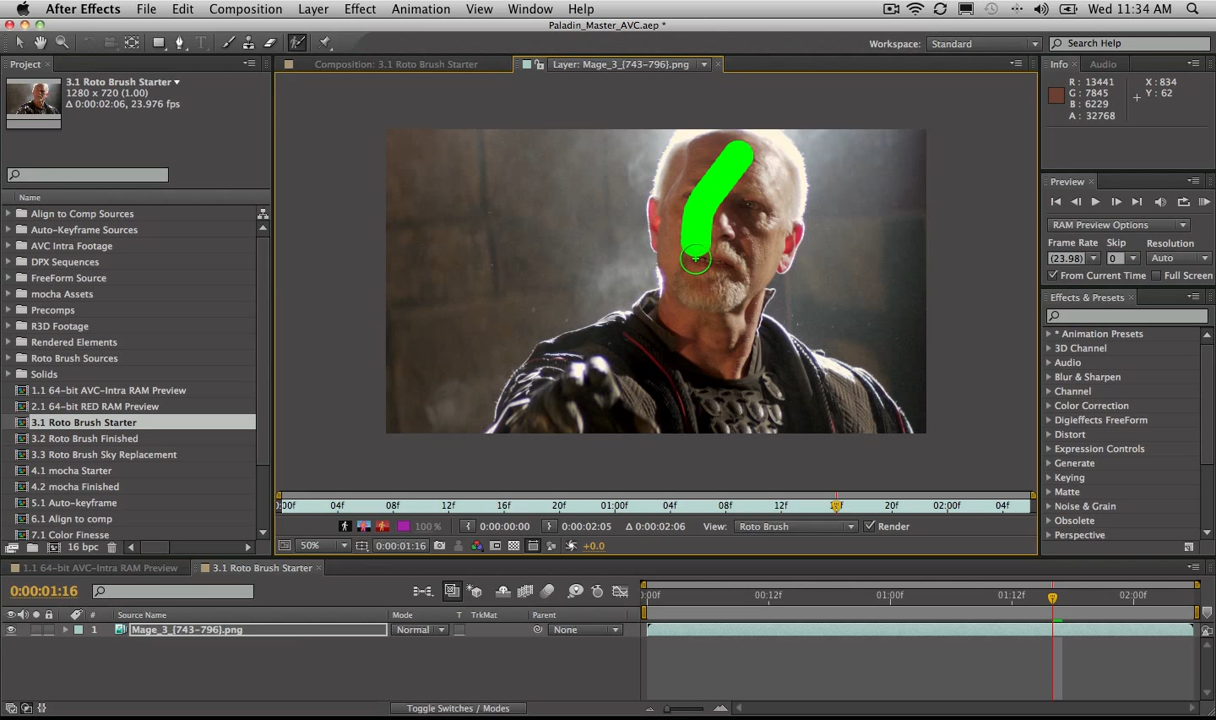 After Effects File Edit Composition Layer Effect Animation View Window Help Wed 11:34 AM
Paladin_Master_AVC.aep *
Workspace: Standard Search Help
Project
Composition: 3.1 Roto Brush Starter
Layer: Mage_3_{743-796}.png
Info Audio
3.1 Roto Brush Starter▾
1280 x 720 (1.00)
Δ 0:00:02:06, 23.976 fps
R : 13441
G : 7845
B : 6229
A : 32768
X : 834
Y : 62
Name
Align to Comp Sources
Auto-Keyframe Sources
AVC Intra Footage
DPX Sequences
FreeForm Source
mocha Assets
Precomps
R3D Footage
Rendered Elements
Roto Brush Sources
Solids
1.1 64-bit AVC-Intra RAM Preview
2.1 64-bit RED RAM Preview
3.1 Roto Brush Starter
3.2 Roto Brush Finished
3.3 Roto Brush Sky Replacement
4.1 mocha Starter
4.2 mocha Finished
5.1 Auto-keyframe
6.1 Align to comp
7.1 Color Finesse
16 bpc
Preview
RAM Preview Options
Frame Rate Skip Resolution
(23.98) 0 Auto
From Current Time Full Screen
Effects & Presets
* Animation Presets
3D Channel
Audio
Blur & Sharpen
Channel
Color Correction
Digieffects FreeForm
Distort
Expression Controls
Generate
Keying
Matte
Noise & Grain
Obsolete
Perspective
:00f 04f 08f 12f 16f 20f 01:00f 04f 08f 12f 20f 02:00f 04f
100 % 0:00:00:00 0:00:02:05 Δ 0:00:02:06 View: Roto Brush Render
50% 0:00:01:16 +0.0
1.1 64-bit AVC-Intra RAM Preview 3.1 Roto Brush Starter
0:00:01:16
:00f 00:12f 01:00f 01:12f 02:00f
# Source Name Mode T TrkMat Parent
1 Mage_3_{743-796}.png Normal None
Toggle Switches / Modes